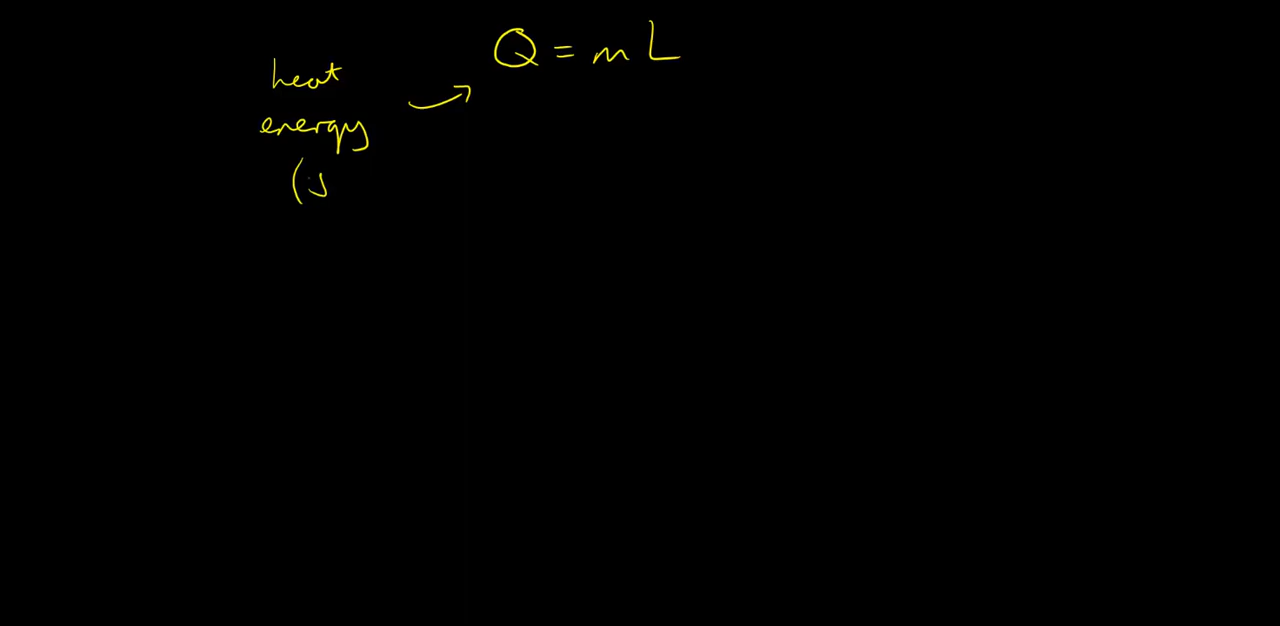 Q = m L
heat
energy
(J